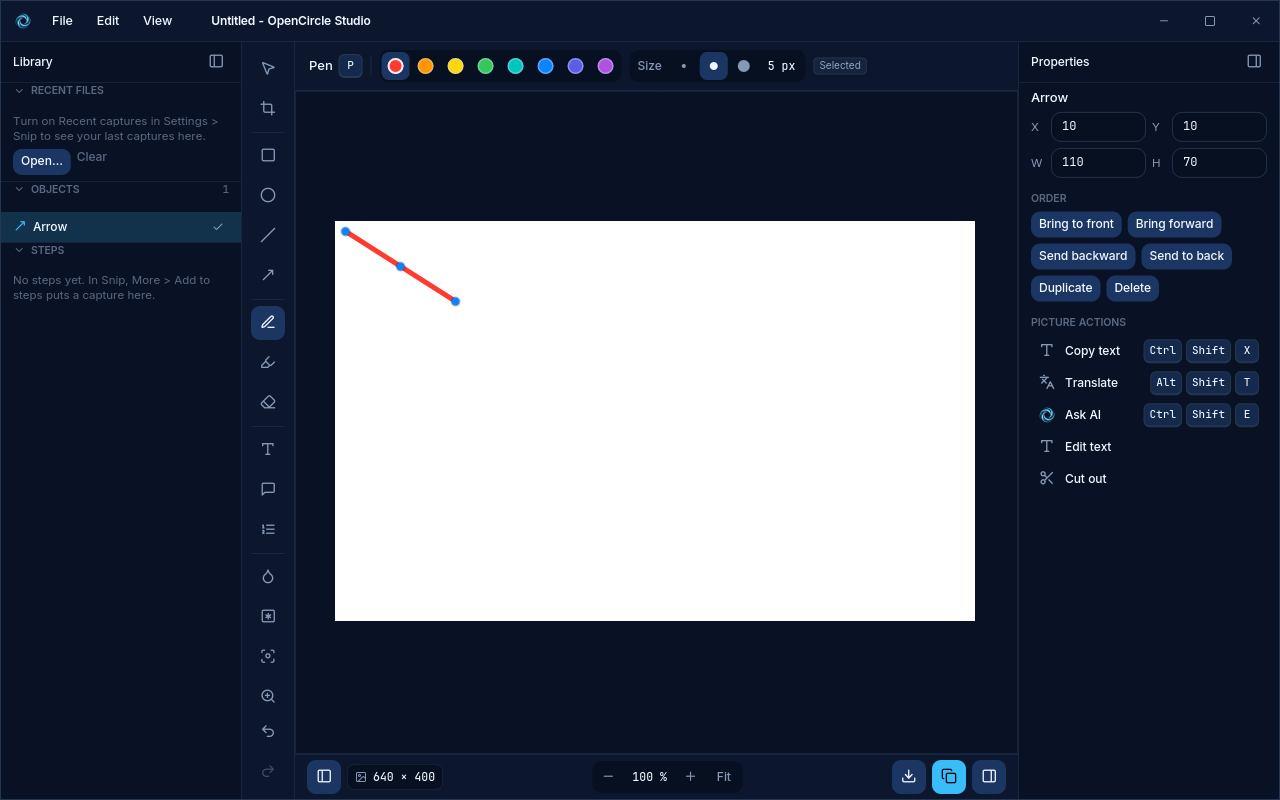 File Edit View Untitled - OpenCircle Studio
Library
RECENT FILES
Turn on Recent captures in Settings >
Snip to see your last captures here.
Open... Clear
OBJECTS 1
Arrow
STEPS
No steps yet. In Snip, More > Add to
steps puts a capture here.
Pen P Size 5 px Selected
640 × 400
100 % Fit
Properties
Arrow
X 10 Y 10
W 110 H 70
ORDER
Bring to front Bring forward
Send backward Send to back
Duplicate Delete
PICTURE ACTIONS
Copy text Ctrl Shift X
Translate Alt Shift T
Ask AI Ctrl Shift E
Edit text
Cut out